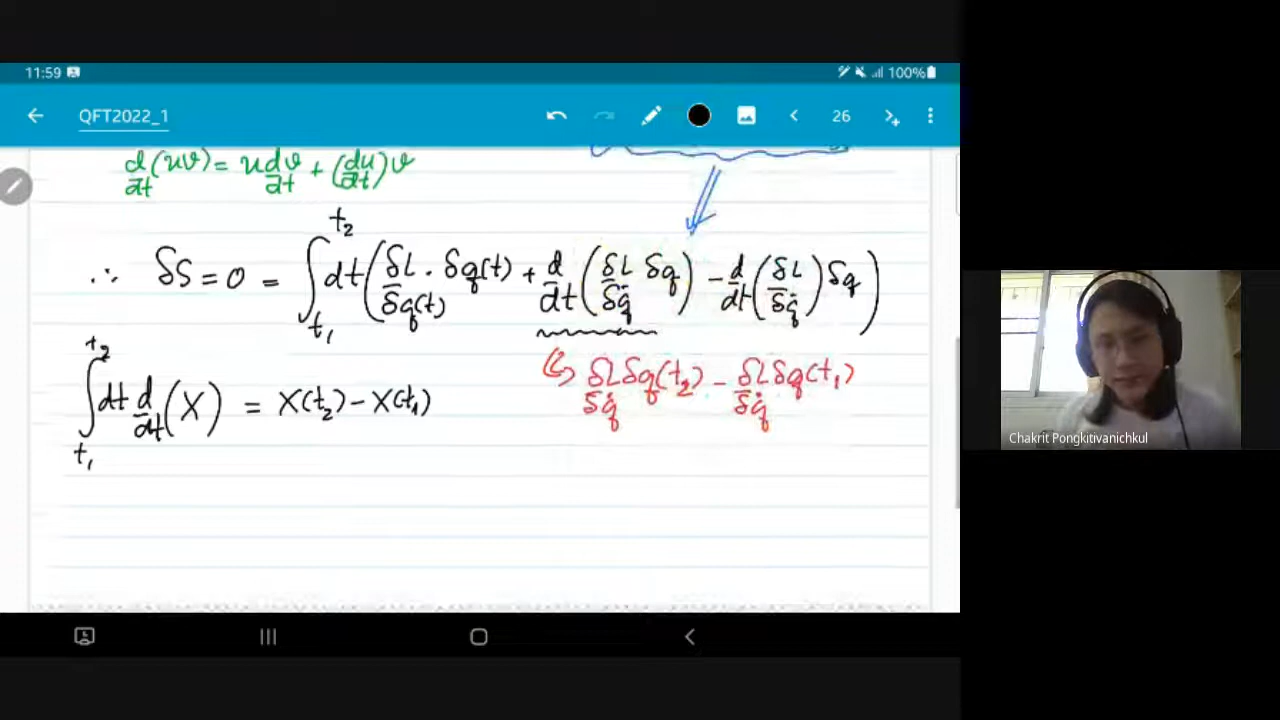 11:59 100%
QFT2022_1 26
d/dt (uv) = u dv/dt + (du/dt) v
∴ δS = 0 = ∫_{t₁}^{t₂} dt ( δL/δq(t) · δq(t) + d/dt ( δL/δq̇ δq ) − d/dt ( δL/δq̇ ) δq )
δL/δq̇ δq(t₂) − δL/δq̇ δq(t₁)
∫_{t₁}^{t₂} dt d/dt (X) = X(t₂) − X(t₁)
Chakrit Pongkitivanichkul